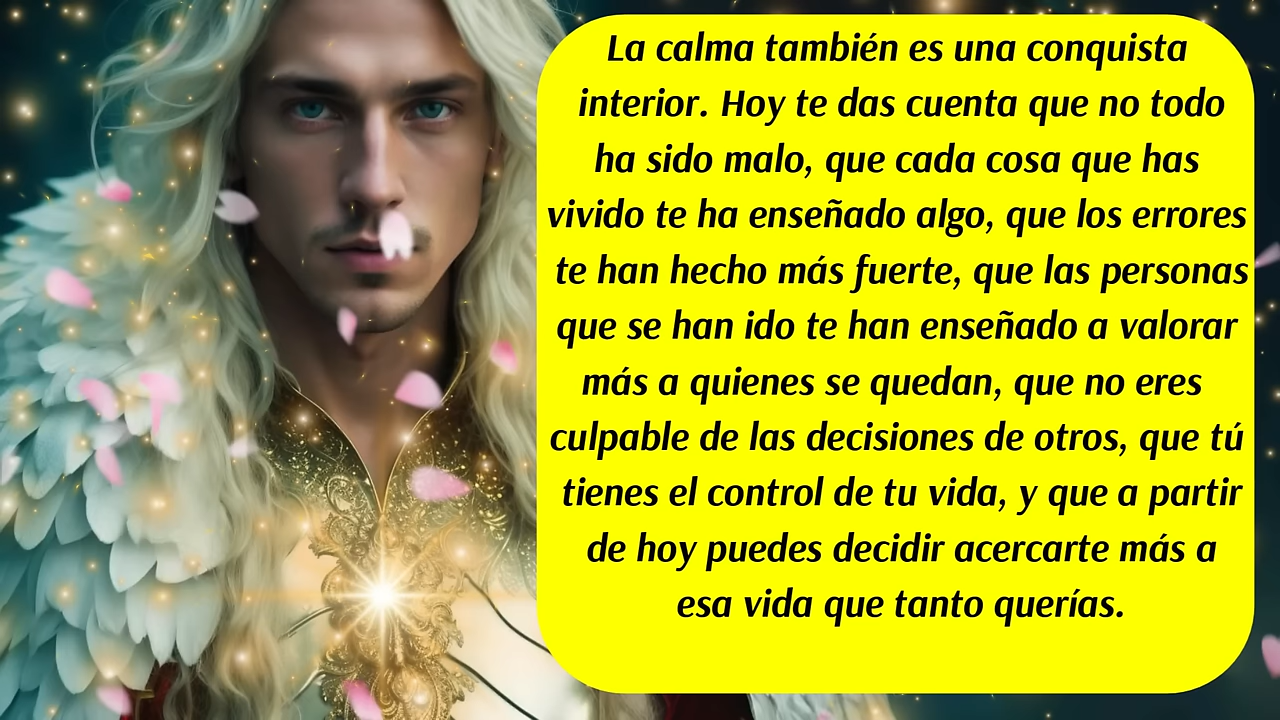 La calma también es una conquista
interior. Hoy te das cuenta que no todo
ha sido malo, que cada cosa que has
vivido te ha enseñado algo, que los errores
te han hecho más fuerte, que las personas
que se han ido te han enseñado a valorar
más a quienes se quedan, que no eres
culpable de las decisiones de otros, que tú
tienes el control de tu vida, y que a partir
de hoy puedes decidir acercarte más a
esa vida que tanto querías.